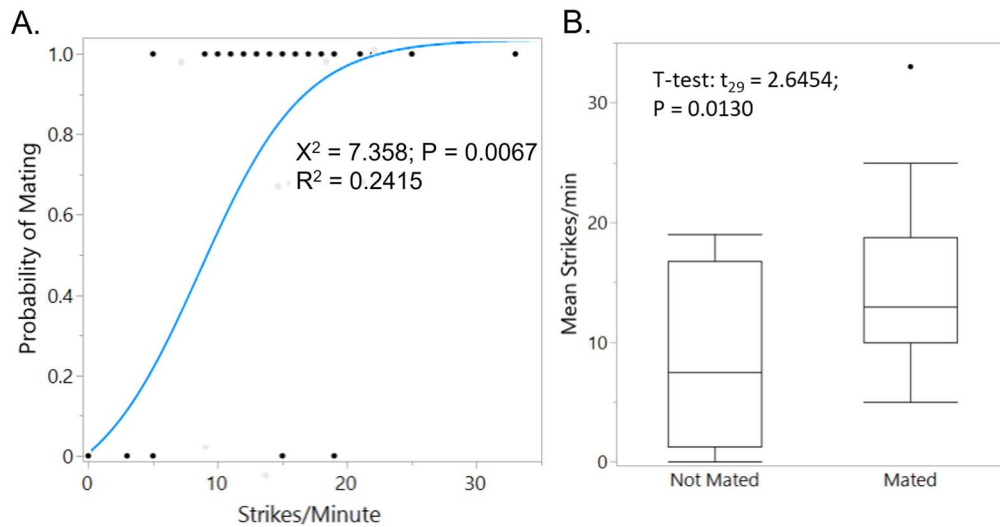 A.
1.0
0.8
0.6
0.4
0.2
0
Probability of Mating
X² = 7.358; P = 0.0067
R² = 0.2415
0 10 20 30
Strikes/Minute
B.
T-test: t₂₉ = 2.6454;
P = 0.0130
30
20
10
0
Mean Strikes/min
Not Mated Mated